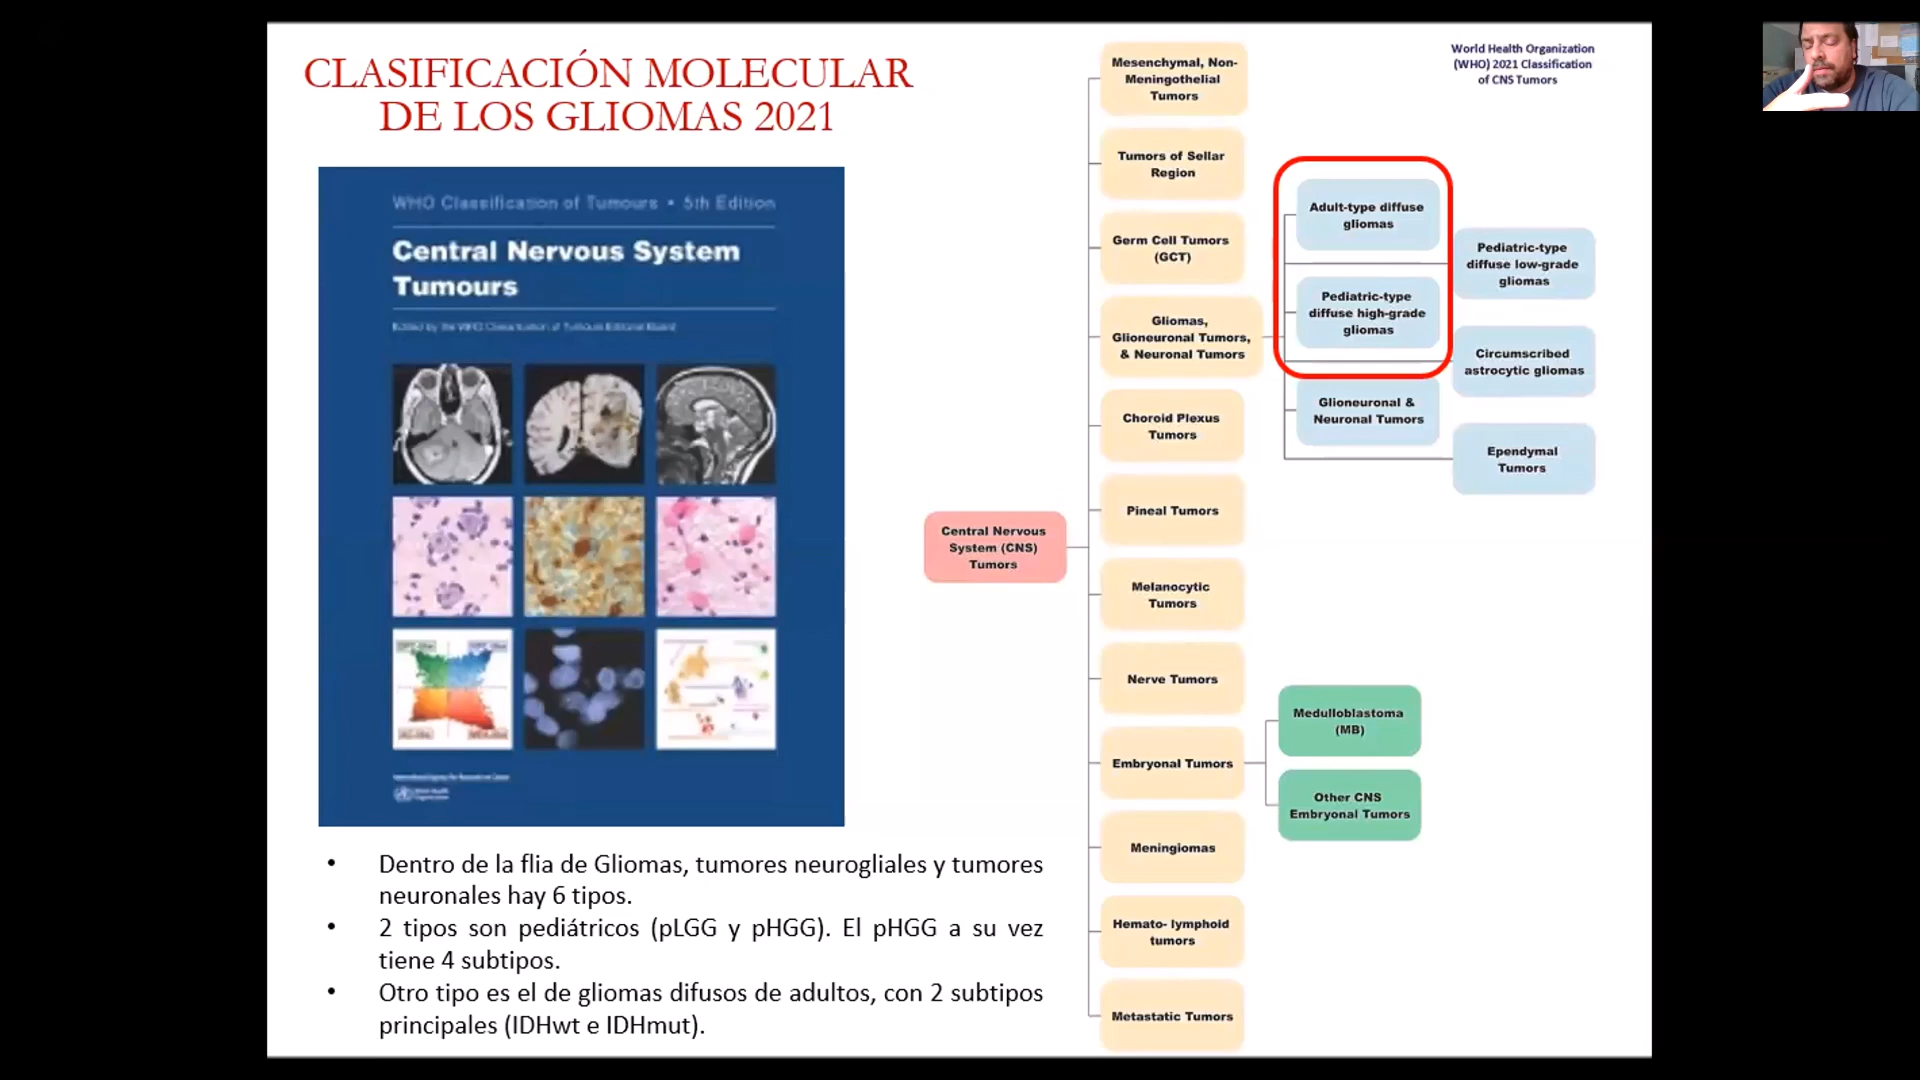 CLASIFICACIÓN MOLECULAR
DE LOS GLIOMAS 2021
WHO Classification of Tumours • 5th Edition
Central Nervous System
Tumours
Edited by the WHO Classification of Tumours Editorial Board
• Dentro de la flia de Gliomas, tumores neurogliales y tumores
neuronales hay 6 tipos.
• 2 tipos son pediátricos (pLGG y pHGG). El pHGG a su vez
tiene 4 subtipos.
• Otro tipo es el de gliomas difusos de adultos, con 2 subtipos
principales (IDHwt e IDHmut).
World Health Organization
(WHO) 2021 Classification
of CNS Tumors
Central Nervous
System (CNS)
Tumors
Mesenchymal, Non-
Meningothelial
Tumors
Tumors of Sellar
Region
Germ Cell Tumors
(GCT)
Gliomas,
Glioneuronal Tumors,
& Neuronal Tumors
Choroid Plexus
Tumors
Pineal Tumors
Melanocytic
Tumors
Nerve Tumors
Embryonal Tumors
Meningiomas
Hemato- lymphoid
tumors
Metastatic Tumors
Adult-type diffuse
gliomas
Pediatric-type
diffuse high-grade
gliomas
Glioneuronal &
Neuronal Tumors
Pediatric-type
diffuse low-grade
gliomas
Circumscribed
astrocytic gliomas
Ependymal
Tumors
Medulloblastoma
(MB)
Other CNS
Embryonal Tumors